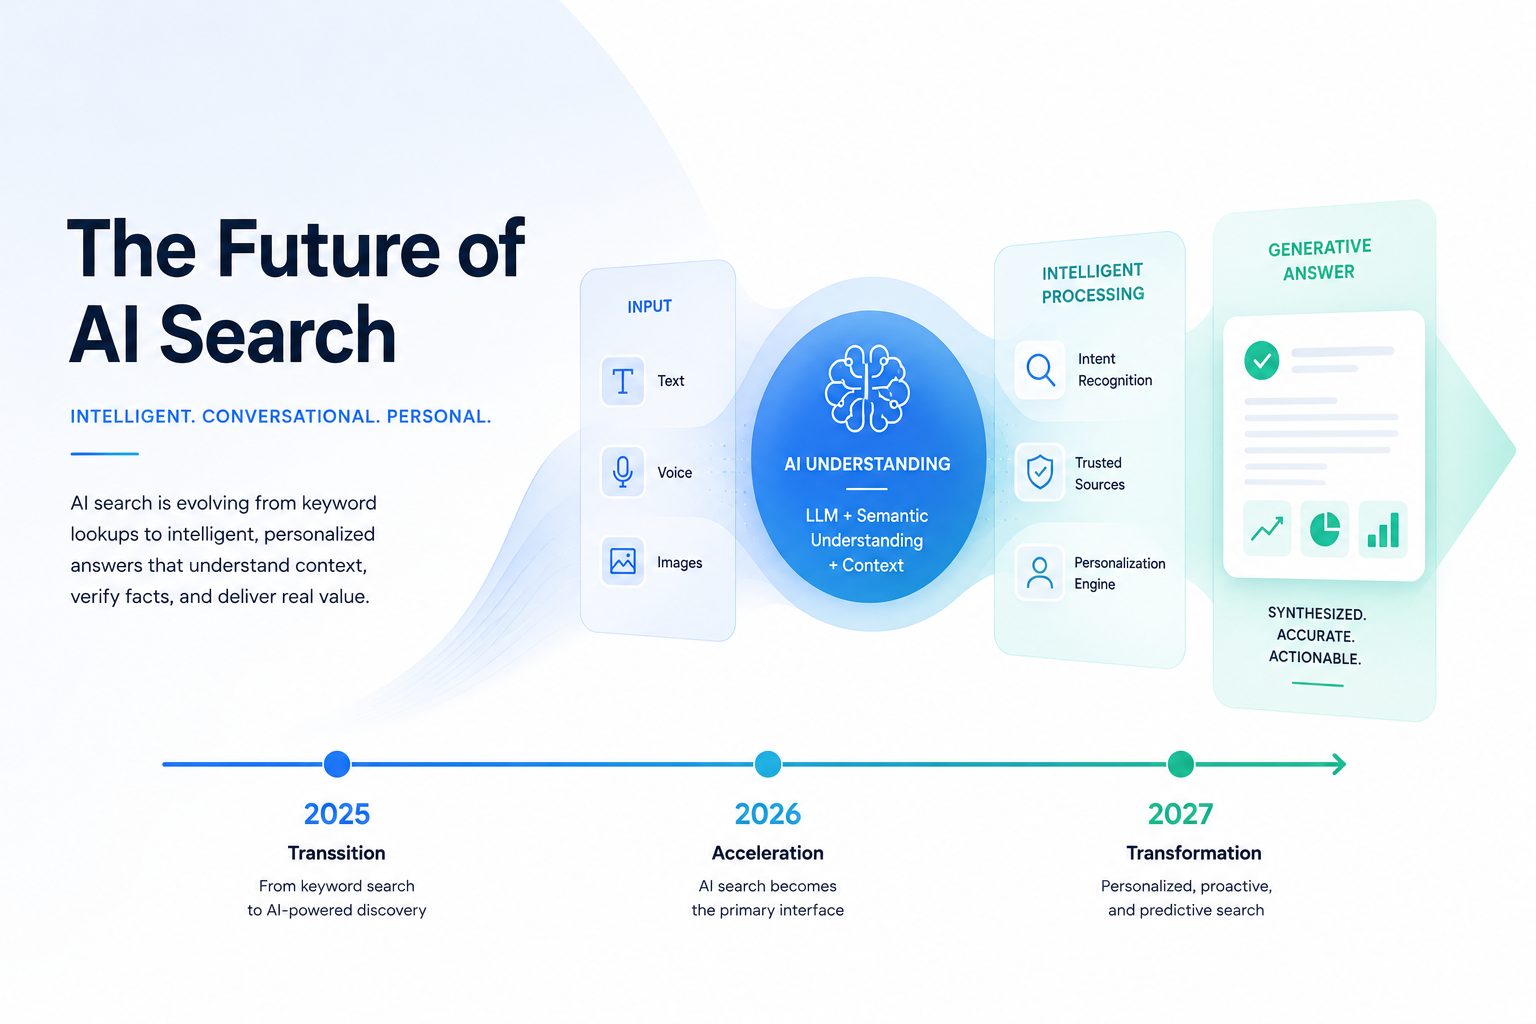 The Future of
AI Search
INTELLIGENT. CONVERSATIONAL. PERSONAL.
AI search is evolving from keyword
lookups to intelligent, personalized
answers that understand context,
verify facts, and deliver real value.
INPUT
Text
Voice
Images
AI UNDERSTANDING
LLM + Semantic
Understanding
+ Context
INTELLIGENT
PROCESSING
Intent
Recognition
Trusted
Sources
Personalization
Engine
GENERATIVE
ANSWER
SYNTHESIZED.
ACCURATE.
ACTIONABLE.
2025
Transsition
From keyword search
to AI-powered discovery
2026
Acceleration
AI search becomes
the primary interface
2027
Transformation
Personalized, proactive,
and predictive search